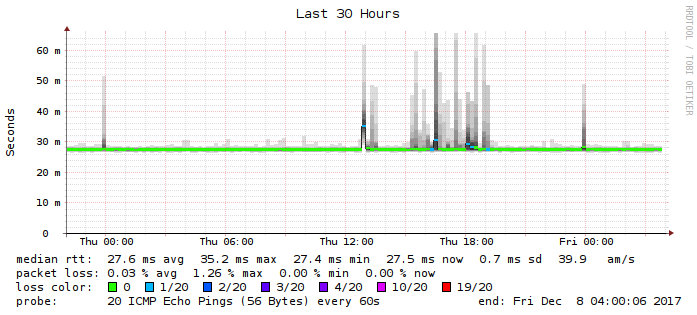 Last 30 Hours
RRDTOOL / TOBI OETIKER
Seconds
60 m
50 m
40 m
30 m
20 m
10 m
0
Thu 00:00 Thu 06:00 Thu 12:00 Thu 18:00 Fri 00:00
median rtt: 27.6 ms avg 35.2 ms max 27.4 ms min 27.5 ms now 0.7 ms sd 39.9 am/s
packet loss: 0.03 % avg 1.26 % max 0.00 % min 0.00 % now
loss color: 0 1/20 2/20 3/20 4/20 10/20 19/20
probe: 20 ICMP Echo Pings (56 Bytes) every 60s end: Fri Dec 8 04:00:06 2017